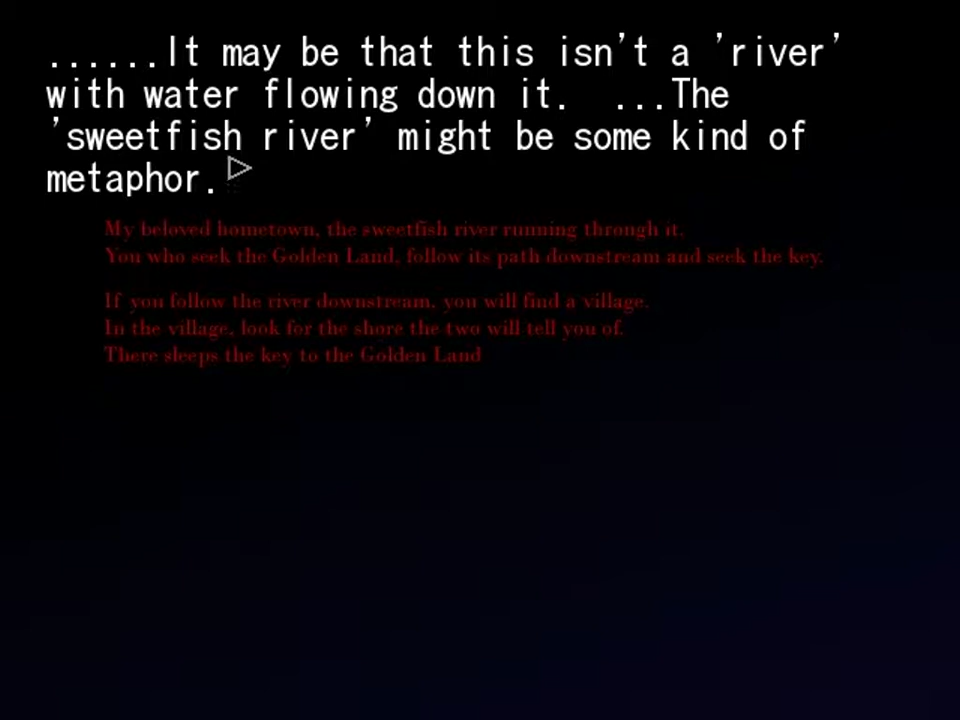 ......It may be that this isn't a 'river'
with water flowing down it.  ...The
'sweetfish river' might be some kind of
metaphor.
My beloved hometown, the sweetfish river running through it.
You who seek the Golden Land, follow its path downstream and seek the key.
If you follow the river downstream, you will find a village.
In the village, look for the shore the two will tell you of.
There sleeps the key to the Golden Land